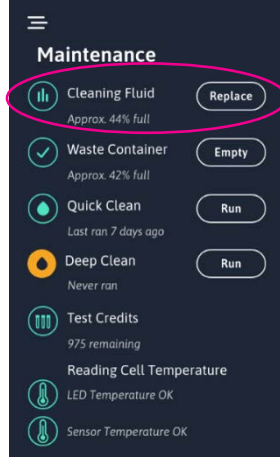 Maintenance
Cleaning Fluid Replace
Approx. 44% full
Waste Container Empty
Approx. 42% full
Quick Clean Run
Last ran 7 days ago
Deep Clean Run
Never ran
Test Credits
975 remaining
Reading Cell Temperature
LED Temperature OK
Sensor Temperature OK